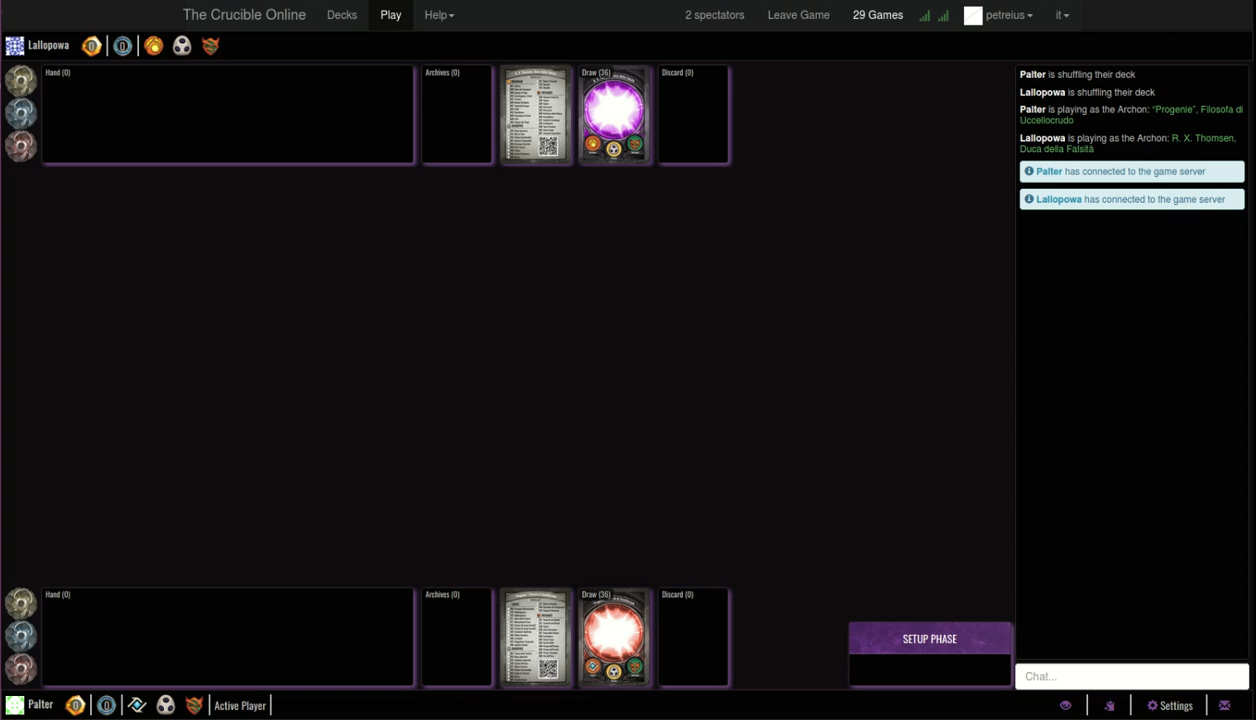 The Crucible Online Decks Play Help 2 spectators Leave Game 29 Games petreius it
Lallopowa 0 0
Hand (0) Archives (0) Draw (36) Discard (0)
Palter is shuffling their deck
Lallopowa is shuffling their deck
Palter is playing as the Archon: “Progenie”, Filosofa di
Uccellocrudo
Lallopowa is playing as the Archon: R. X. Thomsen,
Duca della Falsità
Palter has connected to the game server
Lallopowa has connected to the game server
Hand (0) Archives (0) Draw (36) Discard (0)
SETUP PHASE
Chat...
Palter 0 0 Active Player Settings